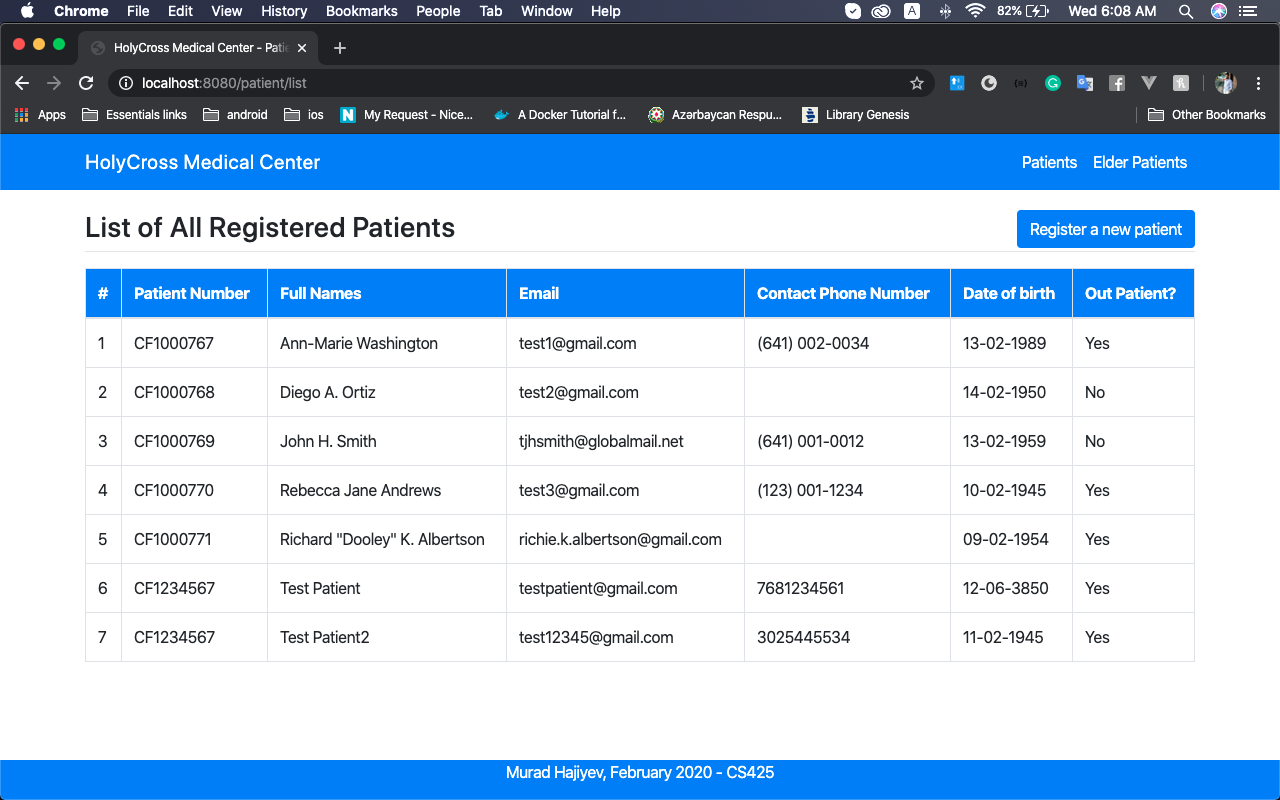 Chrome File Edit View History Bookmarks People Tab Window Help A 82% Wed 6:08 AM
HolyCross Medical Center - Patie
localhost:8080/patient/list
Apps Essentials links android ios My Request - Nice... A Docker Tutorial f... Azərbaycan Respu... Library Genesis Other Bookmarks
HolyCross Medical Center Patients Elder Patients
List of All Registered Patients Register a new patient
# Patient Number Full Names Email Contact Phone Number Date of birth Out Patient?
1 CF1000767 Ann-Marie Washington test1@gmail.com (641) 002-0034 13-02-1989 Yes
2 CF1000768 Diego A. Ortiz test2@gmail.com 14-02-1950 No
3 CF1000769 John H. Smith tjhsmith@globalmail.net (641) 001-0012 13-02-1959 No
4 CF1000770 Rebecca Jane Andrews test3@gmail.com (123) 001-1234 10-02-1945 Yes
5 CF1000771 Richard "Dooley" K. Albertson richie.k.albertson@gmail.com 09-02-1954 Yes
6 CF1234567 Test Patient testpatient@gmail.com 7681234561 12-06-3850 Yes
7 CF1234567 Test Patient2 test12345@gmail.com 3025445534 11-02-1945 Yes
Murad Hajiyev, February 2020 - CS425